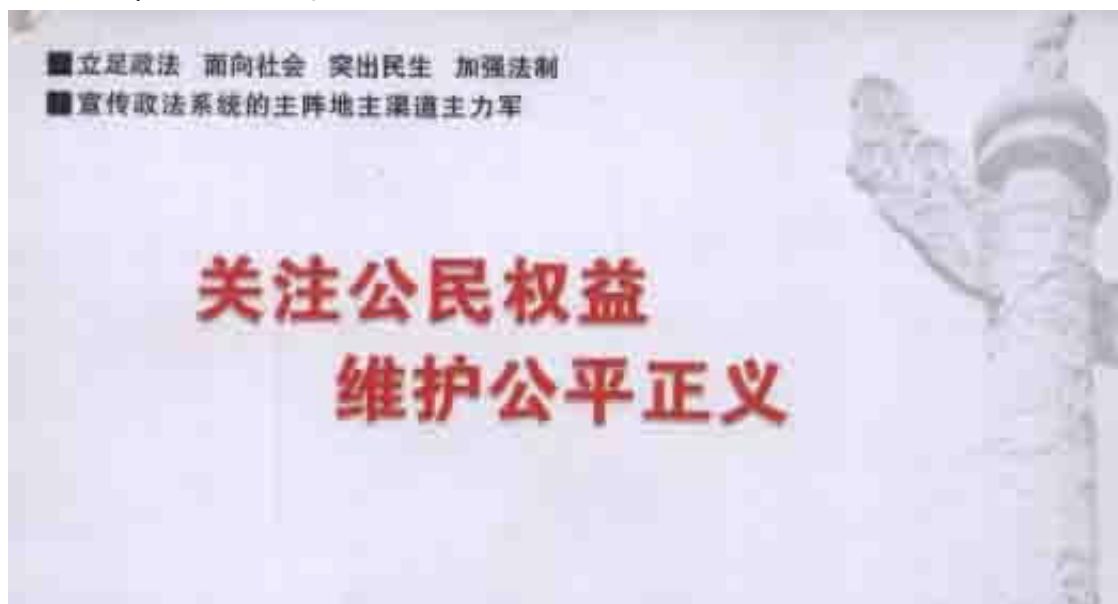 ■立足政法 面向社会 突出民生 加强法制
■宣传政法系统的主阵地主渠道主力军
关注公民权益
维护公平正义